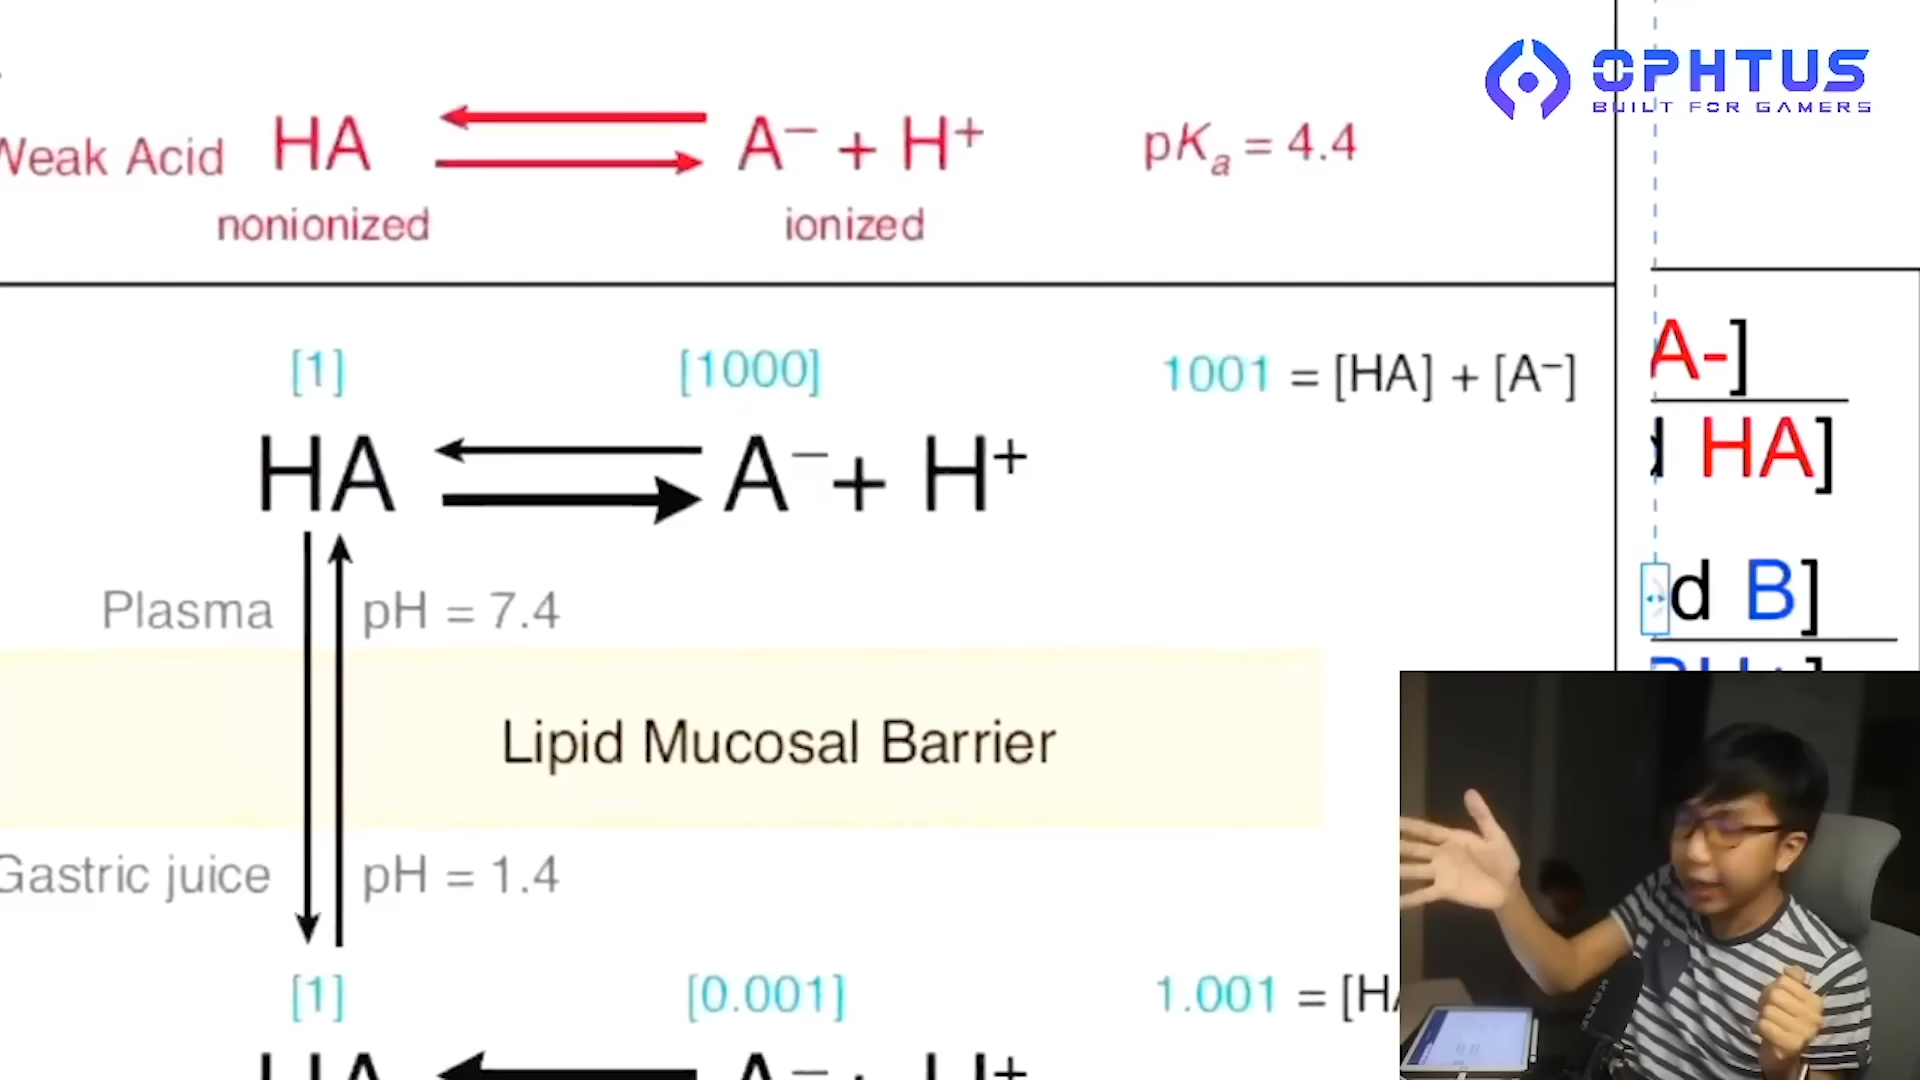 OPHTUS
BUILT FOR GAMERS
Weak Acid HA A⁻ + H⁺ pKₐ = 4.4
nonionized ionized
[1] [1000] 1001 = [HA] + [A⁻]
HA A⁻ + H⁺
A-]
HA]
Plasma pH = 7.4
d B]
Lipid Mucosal Barrier
Gastric juice pH = 1.4
[1] [0.001] 1.001 = [HA
HA A⁻ + H⁺